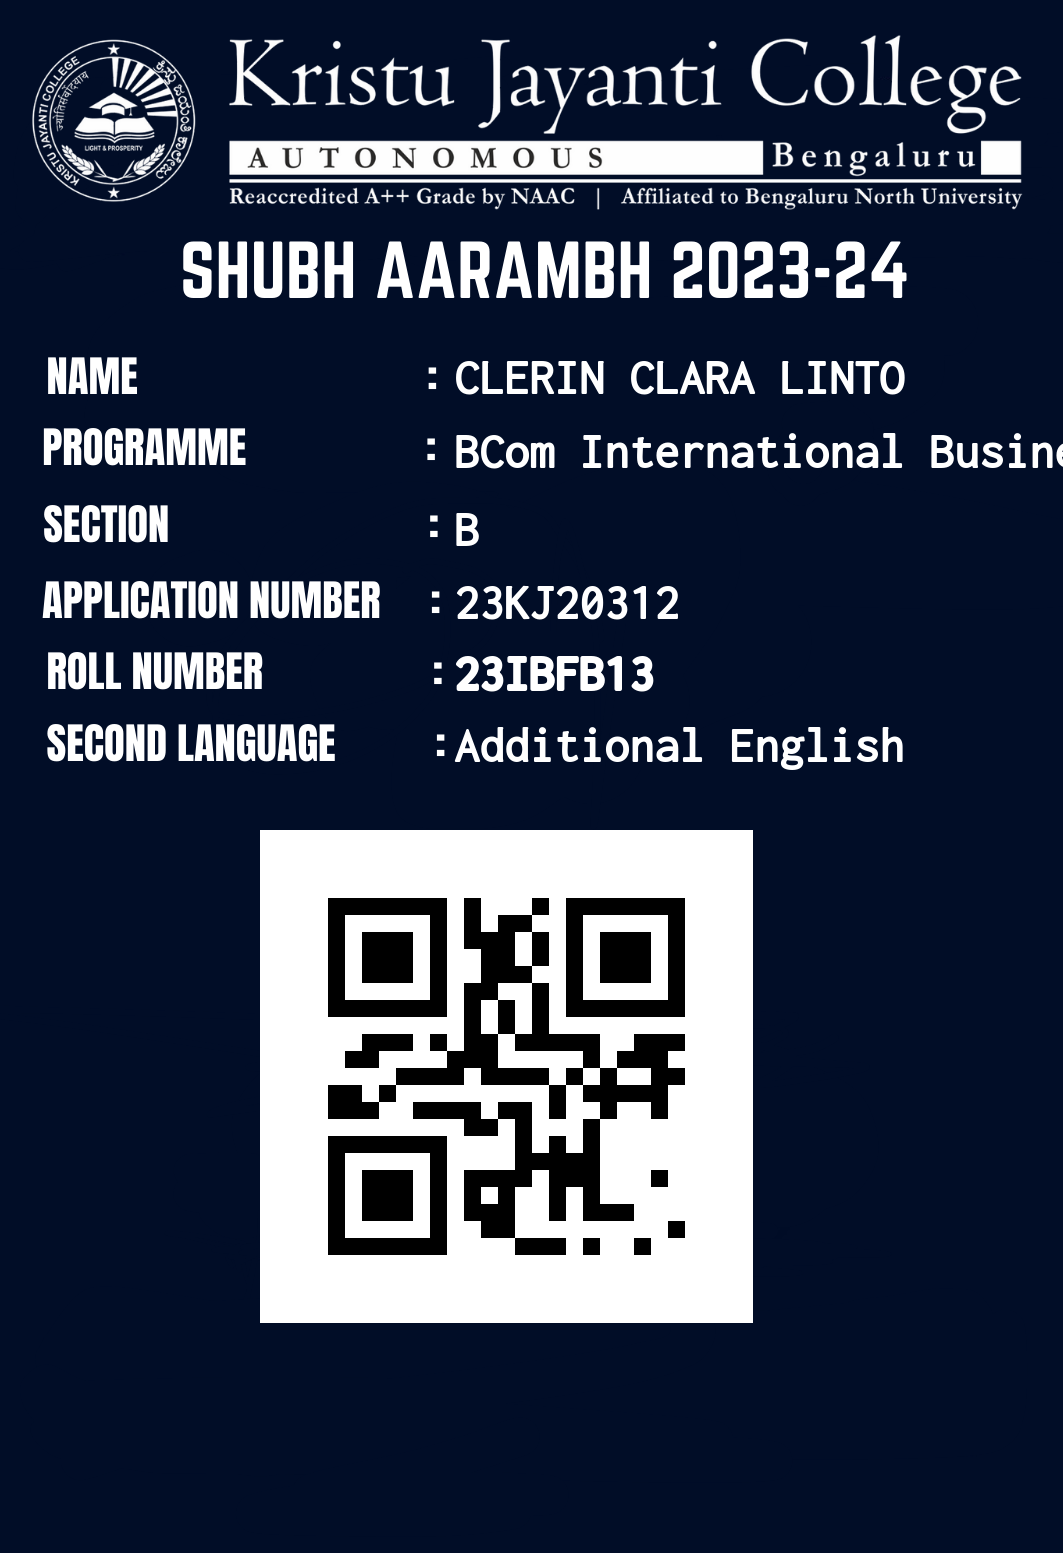 Kristu Jayanti College
AUTONOMOUS Bengaluru
Reaccredited A++ Grade by NAAC | Affiliated to Bengaluru North University
KRISTU JAYANTI COLLEGE
LIGHT & PROSPERITY
SHUBH AARAMBH 2023-24
NAME : CLERIN CLARA LINTO
PROGRAMME : BCom International Busine
SECTION : B
APPLICATION NUMBER : 23KJ20312
ROLL NUMBER : 23IBFB13
SECOND LANGUAGE : Additional English